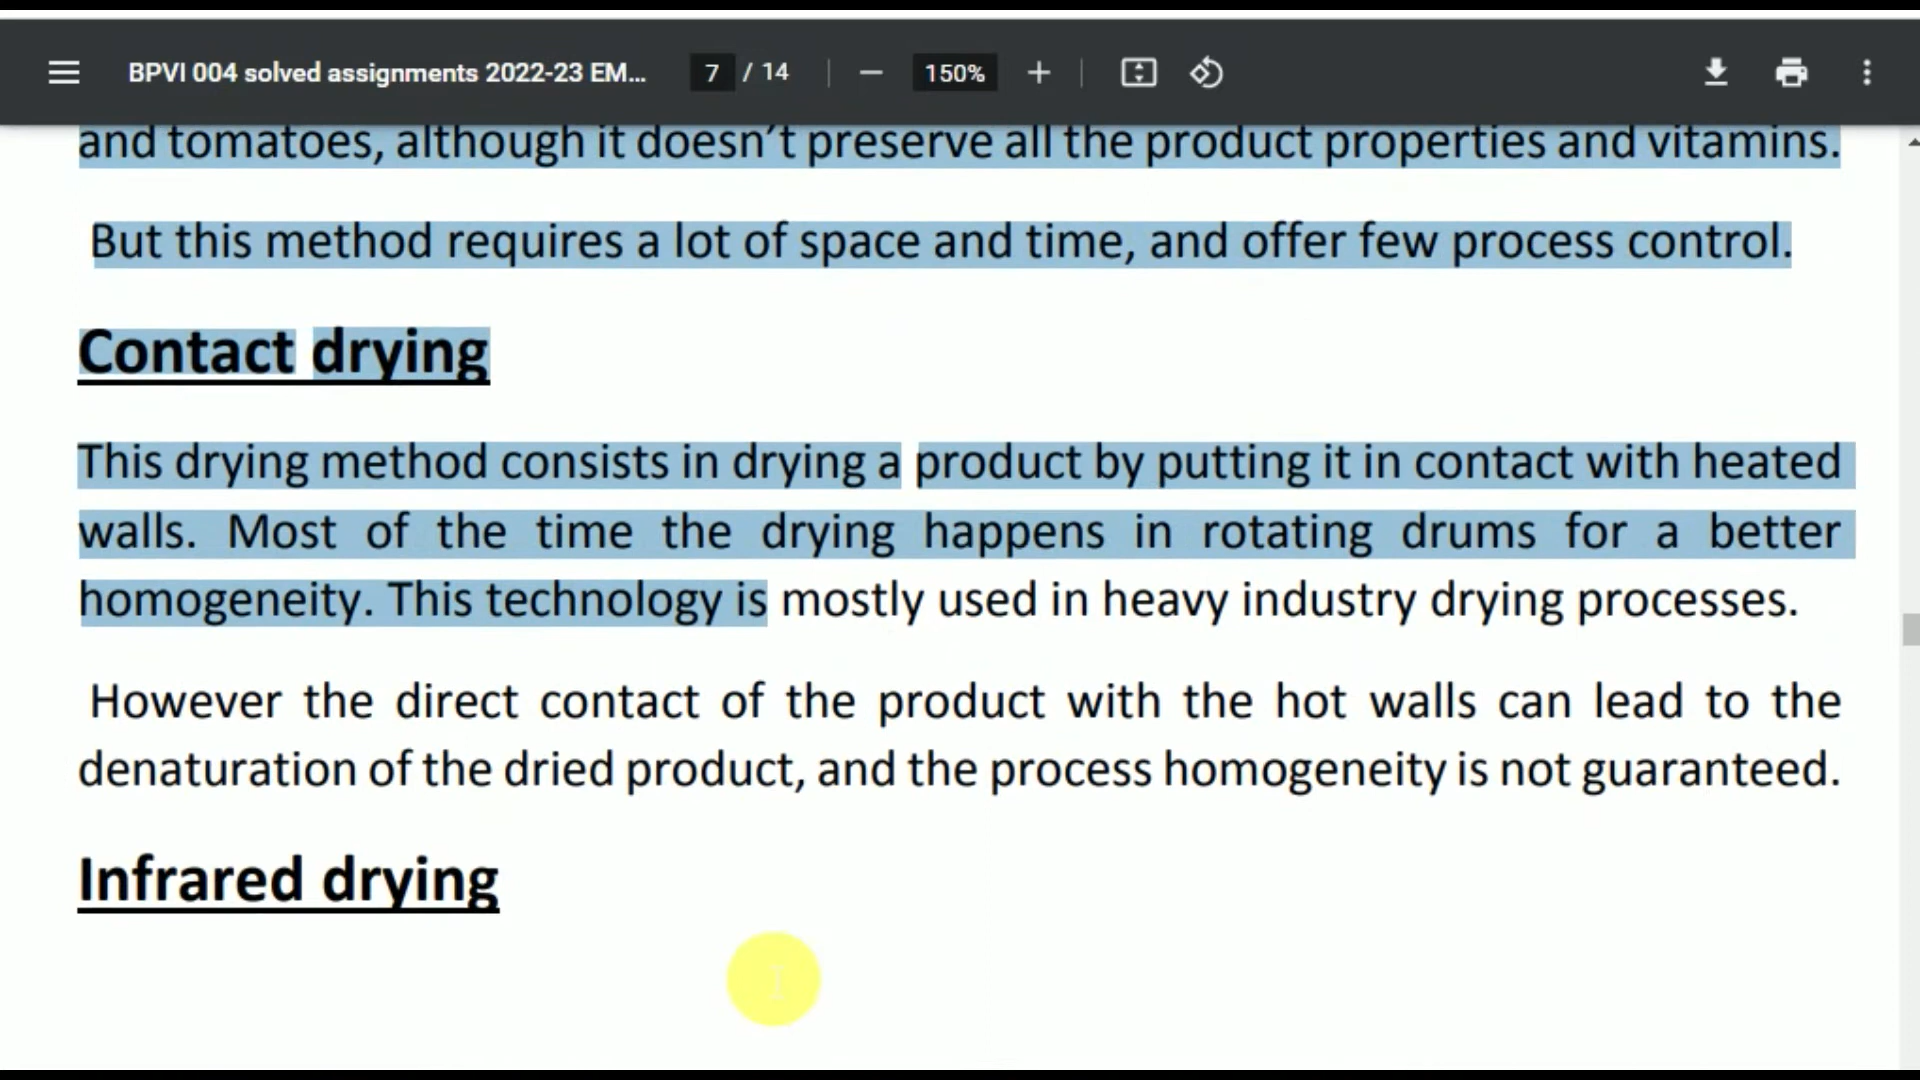 BPVI 004 solved assignments 2022-23 EM... 7 / 14 150%
and tomatoes, although it doesn't preserve all the product properties and vitamins.
But this method requires a lot of space and time, and offer few process control.
Contact drying
This drying method consists in drying a product by putting it in contact with heated
walls. Most of the time the drying happens in rotating drums for a better
homogeneity. This technology is mostly used in heavy industry drying processes.
However the direct contact of the product with the hot walls can lead to the
denaturation of the dried product, and the process homogeneity is not guaranteed.
Infrared drying